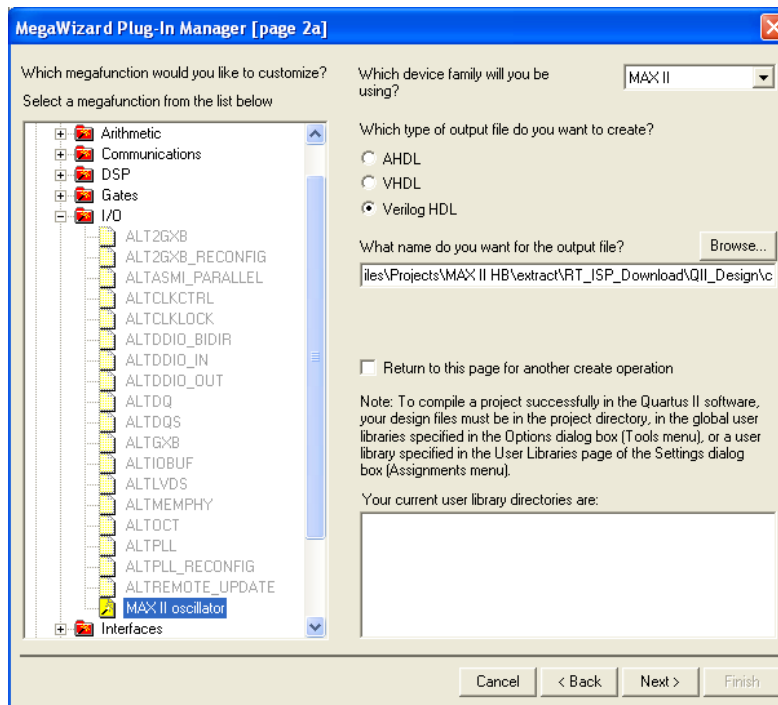 MegaWizard Plug-In Manager [page 2a]
Which megafunction would you like to customize?
Select a megafunction from the list below
Arithmetic
Communications
DSP
Gates
I/O
ALT2GXB
ALT2GXB_RECONFIG
ALTASMI_PARALLEL
ALTCLKCTRL
ALTCLKLOCK
ALTDDIO_BIDIR
ALTDDIO_IN
ALTDDIO_OUT
ALTDQ
ALTDQS
ALTGXB
ALTIOBUF
ALTLVDS
ALTMEMPHY
ALTOCT
ALTPLL
ALTPLL_RECONFIG
ALTREMOTE_UPDATE
MAX II oscillator
Interfaces
Which device family will you be
using?
MAX II
Which type of output file do you want to create?
AHDL
VHDL
Verilog HDL
What name do you want for the output file?
Browse...
iles\Projects\MAX II HB\extract\RT_ISP_Download\QII_Design\c
Return to this page for another create operation
Note: To compile a project successfully in the Quartus II software,
your design files must be in the project directory, in the global user
libraries specified in the Options dialog box (Tools menu), or a user
library specified in the User Libraries page of the Settings dialog
box (Assignments menu).
Your current user library directories are:
Cancel
< Back
Next >
Finish